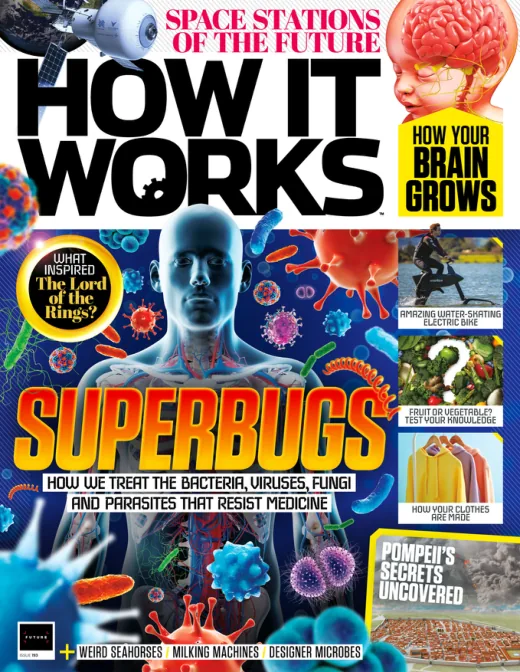 SPACE STATIONS
OF THE FUTURE
HOW IT
WORKS
HOW YOUR
BRAIN
GROWS
WHAT
INSPIRED
The Lord
of the
Rings?
AMAZING WATER-SKATING
ELECTRIC BIKE
FRUIT OR VEGETABLE?
TEST YOUR KNOWLEDGE
HOW YOUR CLOTHES
ARE MADE
SUPERBUGS
HOW WE TREAT THE BACTERIA, VIRUSES, FUNGI
AND PARASITES THAT RESIST MEDICINE
POMPEII'S
SECRETS
UNCOVERED
FUTURE
+ WEIRD SEAHORSES / MILKING MACHINES / DESIGNER MICROBES